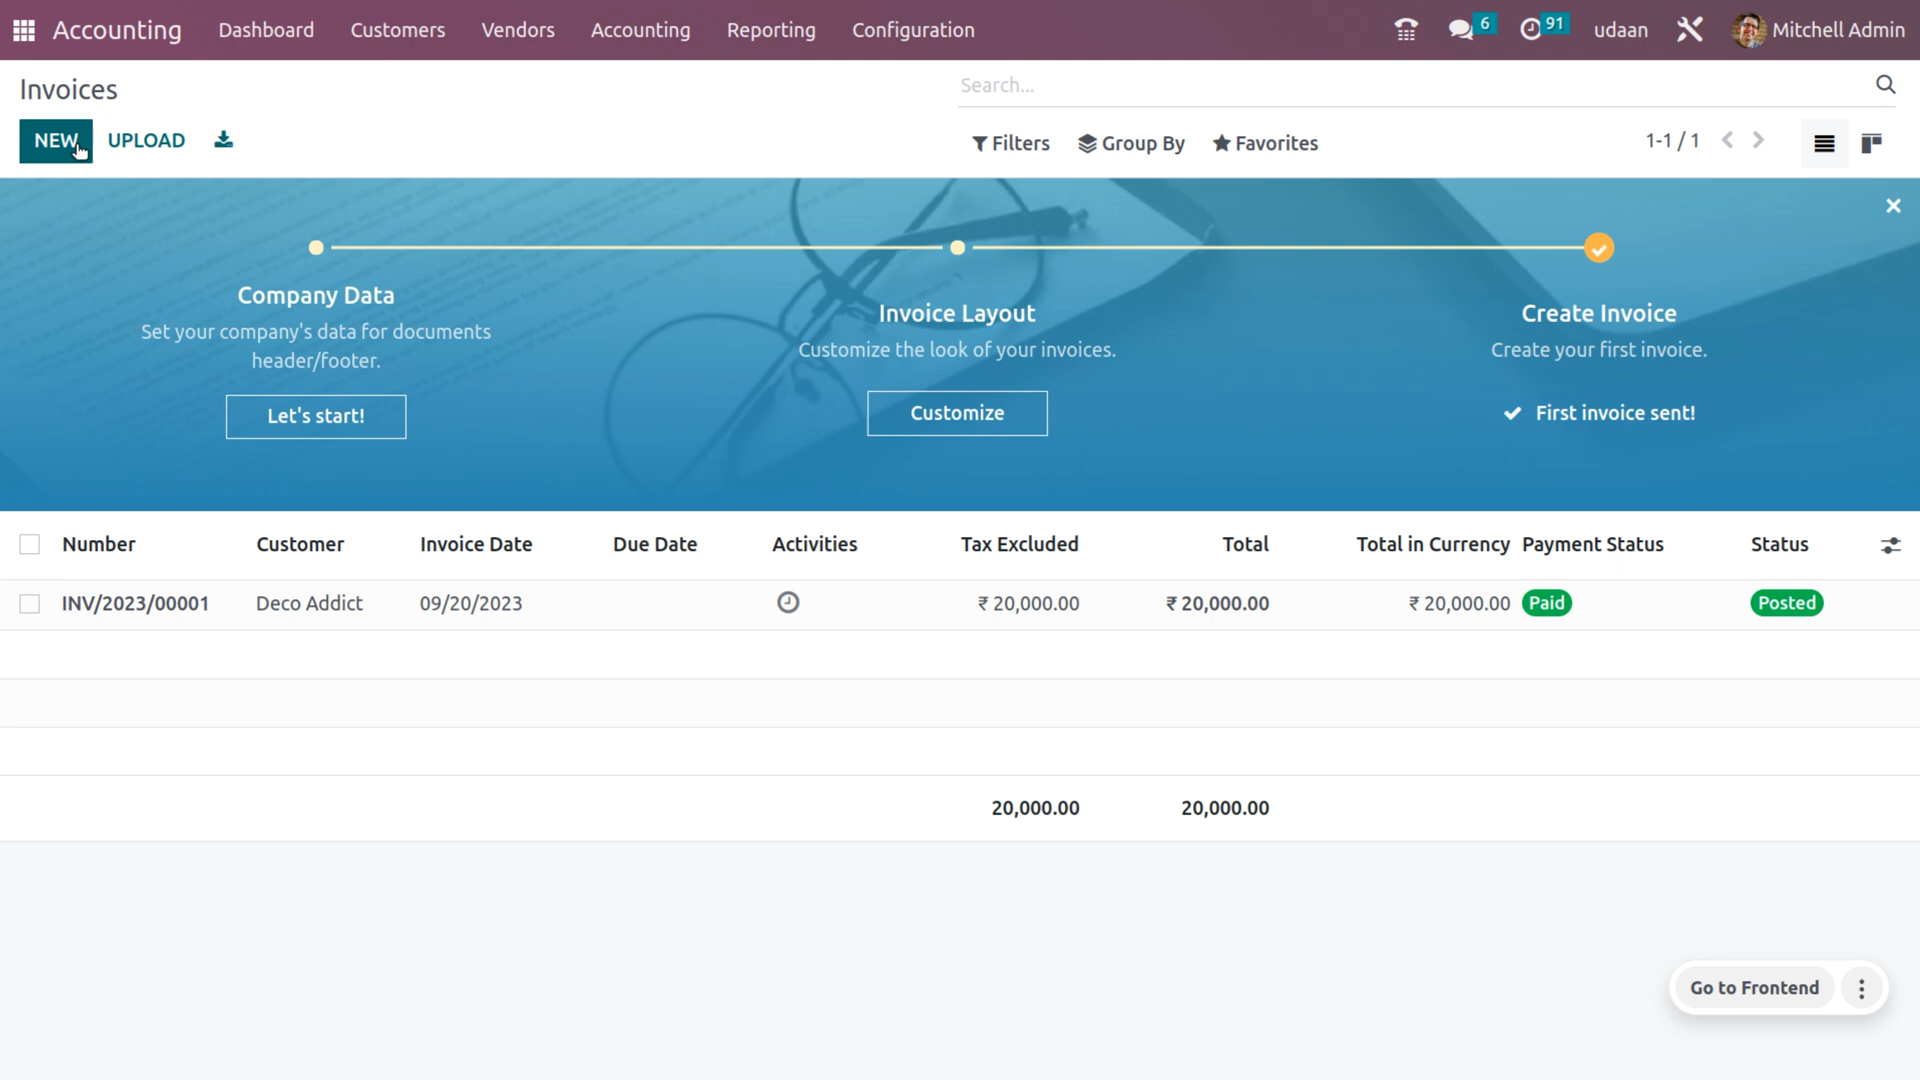 Accounting Dashboard Customers Vendors Accounting Reporting Configuration 6 91 udaan Mitchell Admin
Invoices
Search...
NEW UPLOAD
Filters Group By Favorites 1-1 / 1
Company Data
Set your company's data for documents
header/footer.
Let's start!
Invoice Layout
Customize the look of your invoices.
Customize
Create Invoice
Create your first invoice.
First invoice sent!
Number Customer Invoice Date Due Date Activities Tax Excluded Total Total in Currency Payment Status Status
INV/2023/00001 Deco Addict 09/20/2023 ₹ 20,000.00 ₹ 20,000.00 ₹ 20,000.00 Paid Posted
20,000.00 20,000.00
Go to Frontend